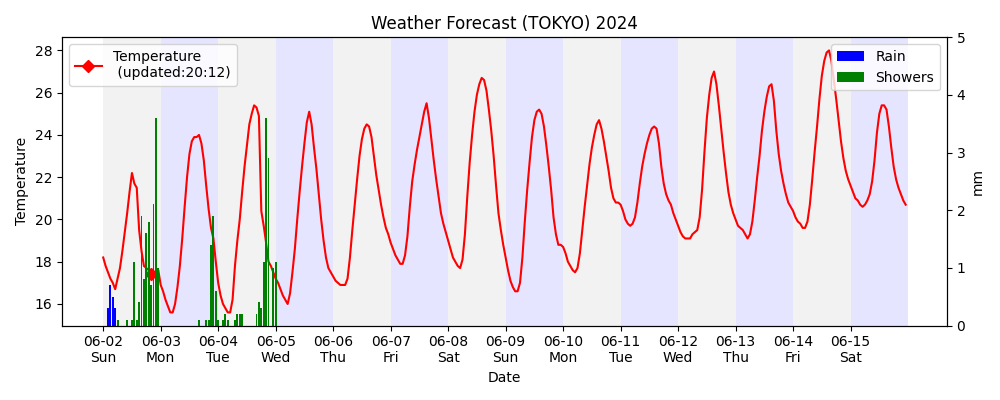 Weather Forecast (TOKYO) 2024
Temperature
(updated:20:12)
Rain
Showers
Temperature
28
26
24
22
20
18
16
5
4
3
2
1
0
mm
06-02 06-03 06-04 06-05 06-06 06-07 06-08 06-09 06-10 06-11 06-12 06-13 06-14 06-15
Sun Mon Tue Wed Thu Fri Sat Sun Mon Tue Wed Thu Fri Sat
Date